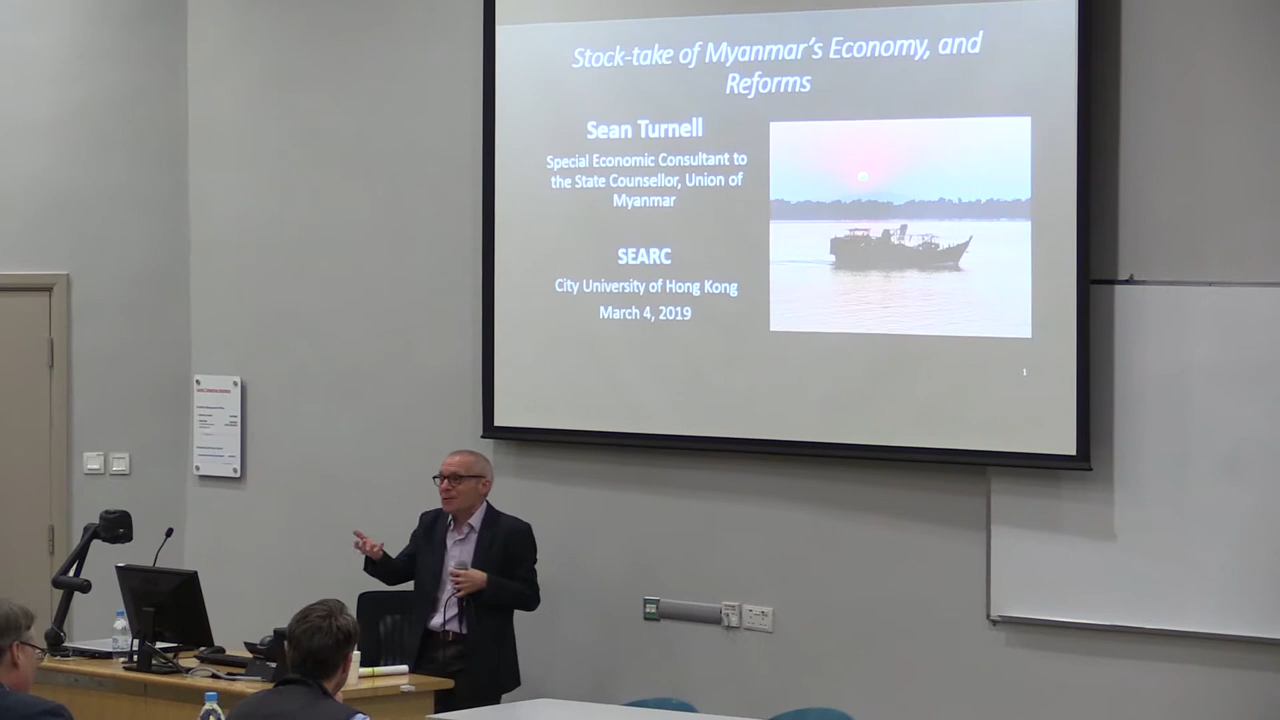 Stock-take of Myanmar's Economy, and
Reforms
Sean Turnell
Special Economic Consultant to
the State Counsellor, Union of
Myanmar
SEARC
City University of Hong Kong
March 4, 2019
1